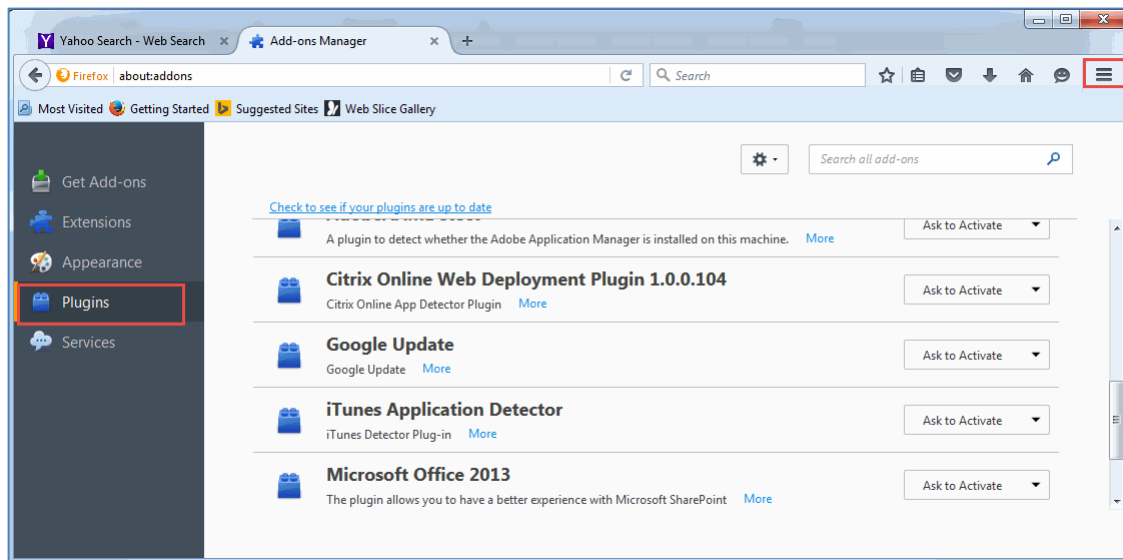 Yahoo Search - Web Search
Add-ons Manager
Firefox about:addons
Search
Most Visited Getting Started Suggested Sites Web Slice Gallery
Search all add-ons
Get Add-ons
Extensions
Appearance
Plugins
Services
Check to see if your plugins are up to date
A plugin to detect whether the Adobe Application Manager is installed on this machine. More
Ask to Activate
Citrix Online Web Deployment Plugin 1.0.0.104
Citrix Online App Detector Plugin More
Ask to Activate
Google Update
Google Update More
Ask to Activate
iTunes Application Detector
iTunes Detector Plug-in More
Ask to Activate
Microsoft Office 2013
The plugin allows you to have a better experience with Microsoft SharePoint More
Ask to Activate